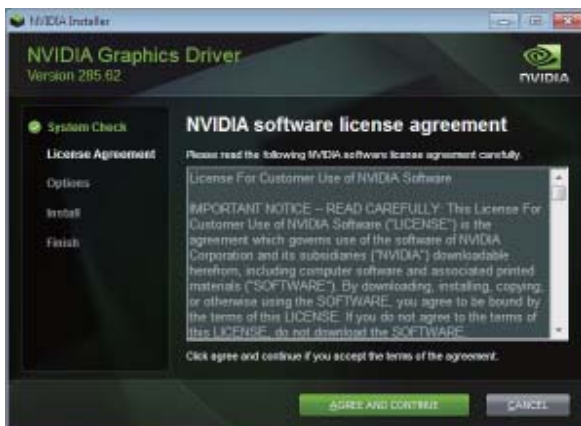 NVIDIA Installer
NVIDIA Graphics Driver
Version 285.62
NVIDIA
System Check
License Agreement
Options
Install
Finish
NVIDIA software license agreement
Please read the following NVIDIA software license agreement carefully.
License For Customer Use of NVIDIA Software
IMPORTANT NOTICE -- READ CAREFULLY: This License For
Customer Use of NVIDIA Software ("LICENSE") is the
agreement which governs use of the software of NVIDIA
Corporation and its subsidiaries ("NVIDIA") downloadable
herefrom, including computer software and associated printed
materials ("SOFTWARE"). By downloading, installing, copying,
or otherwise using the SOFTWARE, you agree to be bound by
the terms of this LICENSE. If you do not agree to the terms of
this LICENSE, do not download the SOFTWARE.
Click agree and continue if you accept the terms of the agreement.
AGREE AND CONTINUE
CANCEL